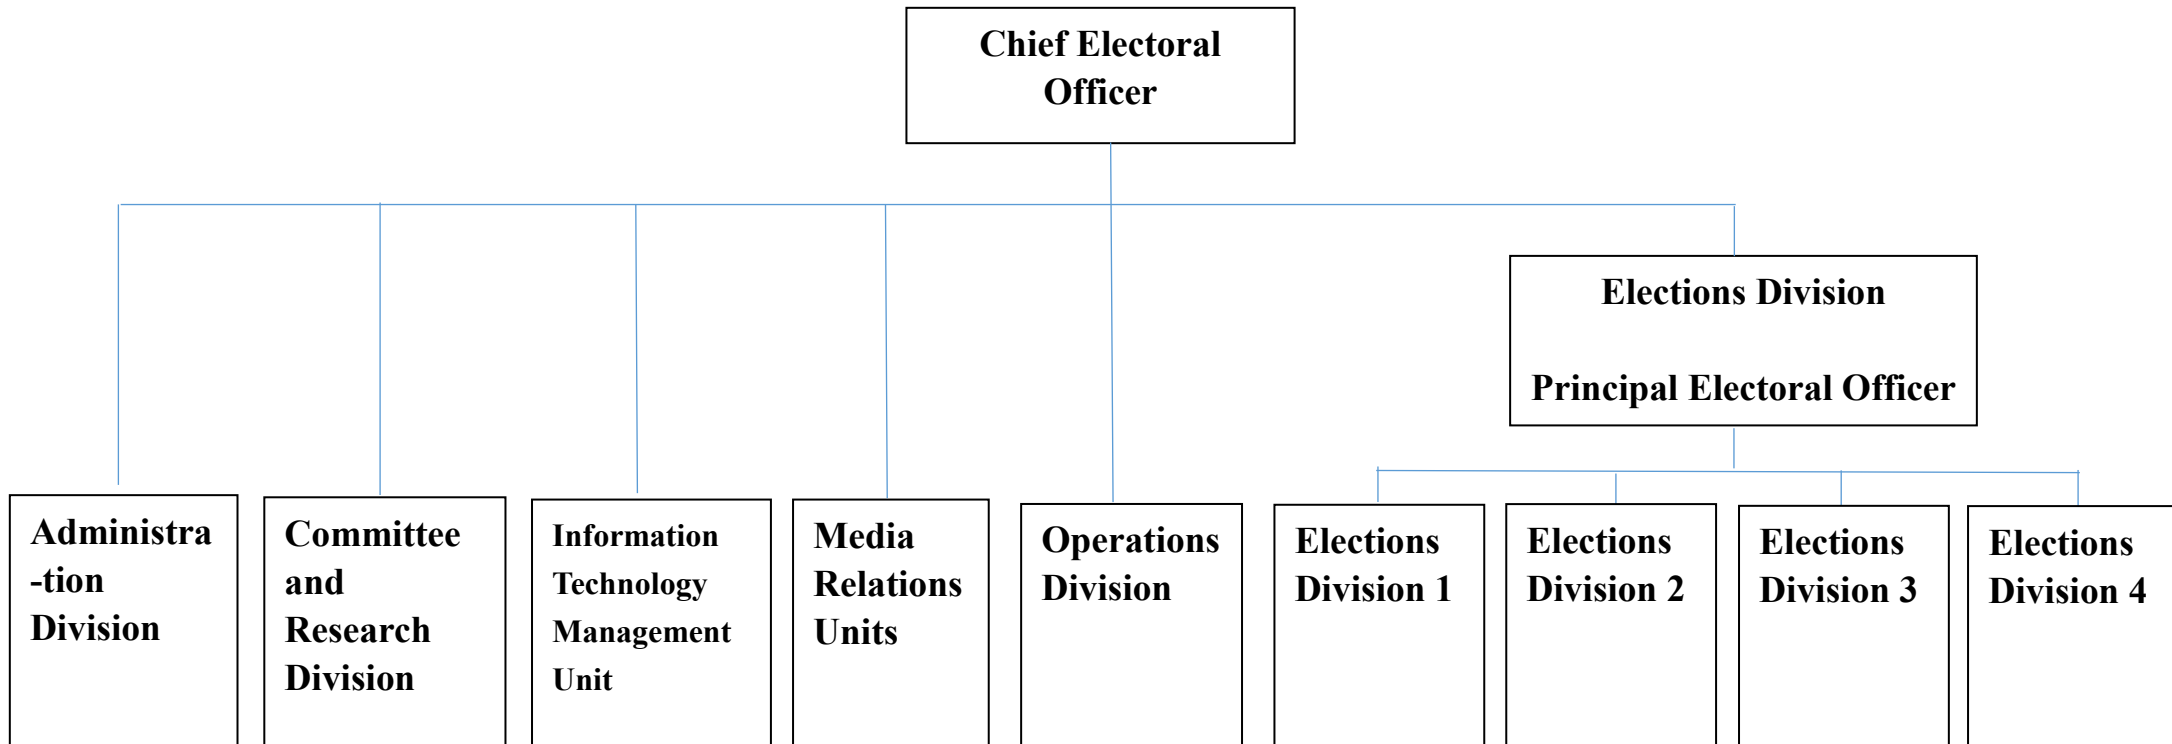 Chief Electoral
Officer
Elections Division
Principal Electoral Officer
Administra
-tion
Division
Committee
and
Research
Division
Information
Technology
Management
Unit
Media
Relations
Units
Operations
Division
Elections
Division 1
Elections
Division 2
Elections
Division 3
Elections
Division 4